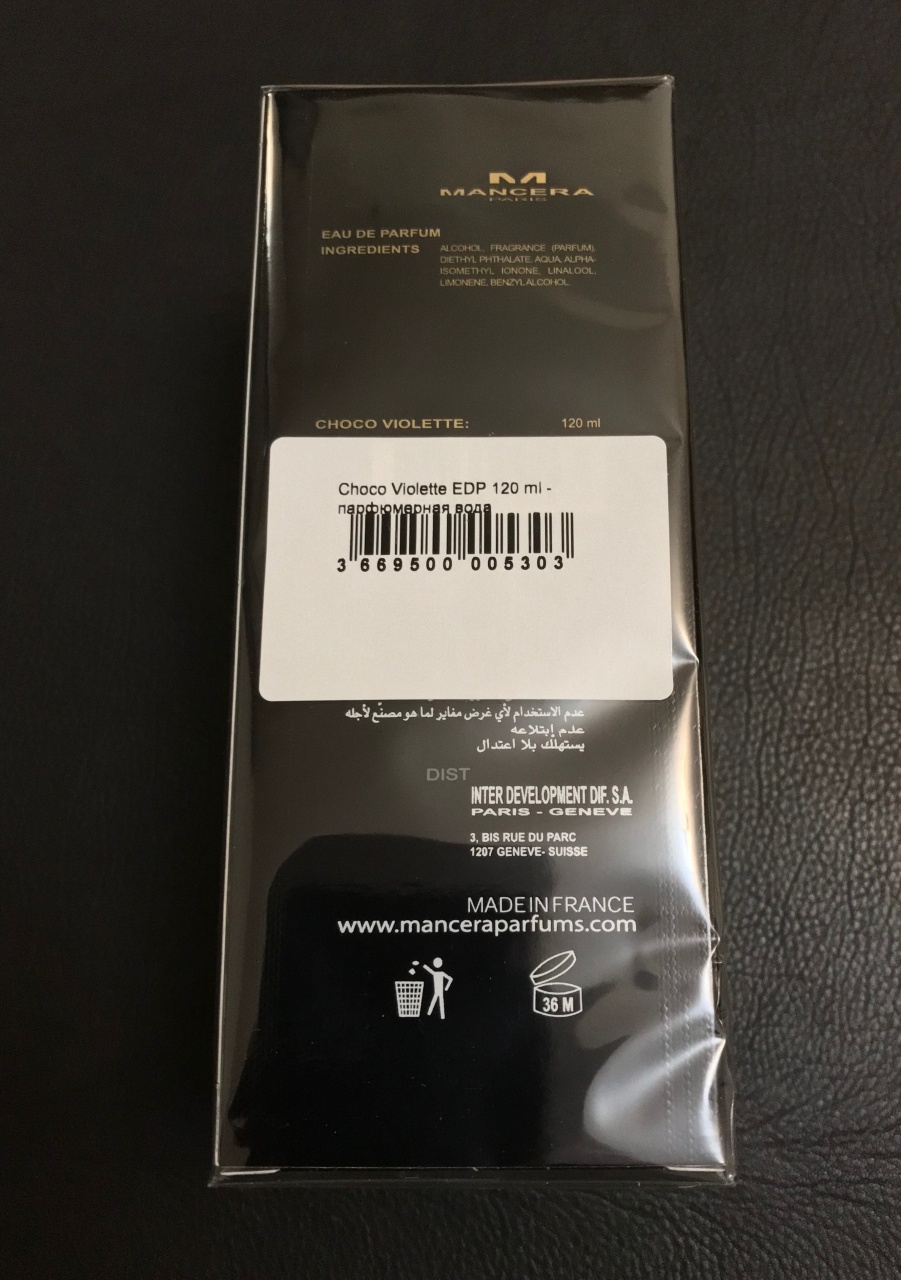 M
MANCERA
PARIS
EAU DE PARFUM
INGREDIENTS
ALCOHOL, FRAGRANCE (PARFUM),
DIETHYL PHTHALATE, AQUA, ALPHA-
ISOMETHYL IONONE, LINALOOL,
LIMONENE, BENZYL ALCOHOL.
CHOCO VIOLETTE: 120 ml
Choco Violette EDP 120 ml -
парфюмерная вода
3 669500 005303
عدم الاستخدام لأي غرض مغاير لما هو مصنّع لأجله
عدم إبتلاعه
يستهلك بلا اعتدال
DIST
INTER DEVELOPMENT DIF. S.A.
PARIS - GENEVE
3, BIS RUE DU PARC
1207 GENEVE- SUISSE
MADE IN FRANCE
www.manceraparfums.com
36 M